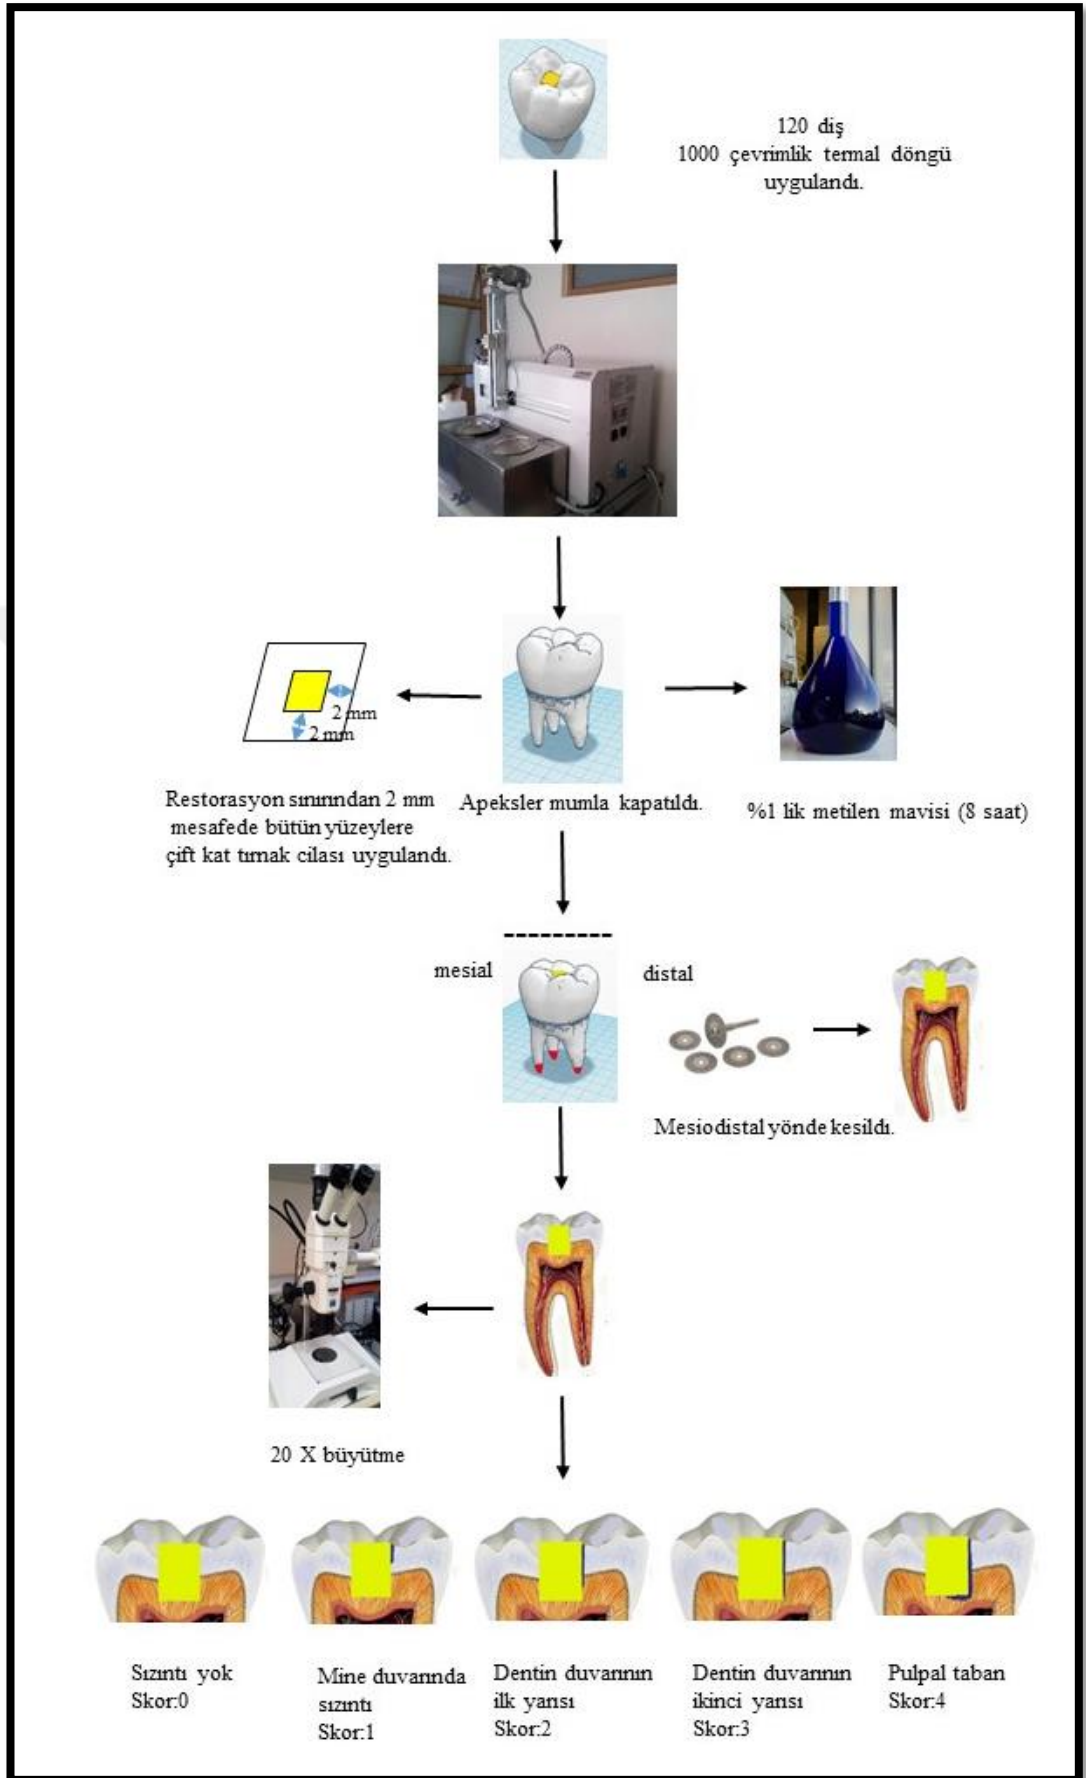 120 diş
1000 çevrimlik termal döngü
uygulandı.
2 mm
2 mm
Restorasyon sınırından 2 mm
mesafede bütün yüzeylere
çift kat tırnak cilası uygulandı.
Apeksler mumla kapatıldı.
%1 lik metilen mavisi (8 saat)
mesial
distal
Mesiodistal yönde kesildı.
20 X büyütme
Sızıntı yok
Skor:0
Mine duvarında
sızıntı
Skor:1
Dentin duvarının
ilk yarısı
Skor:2
Dentin duvarının
ikinci yarısı
Skor:3
Pulpal taban
Skor:4